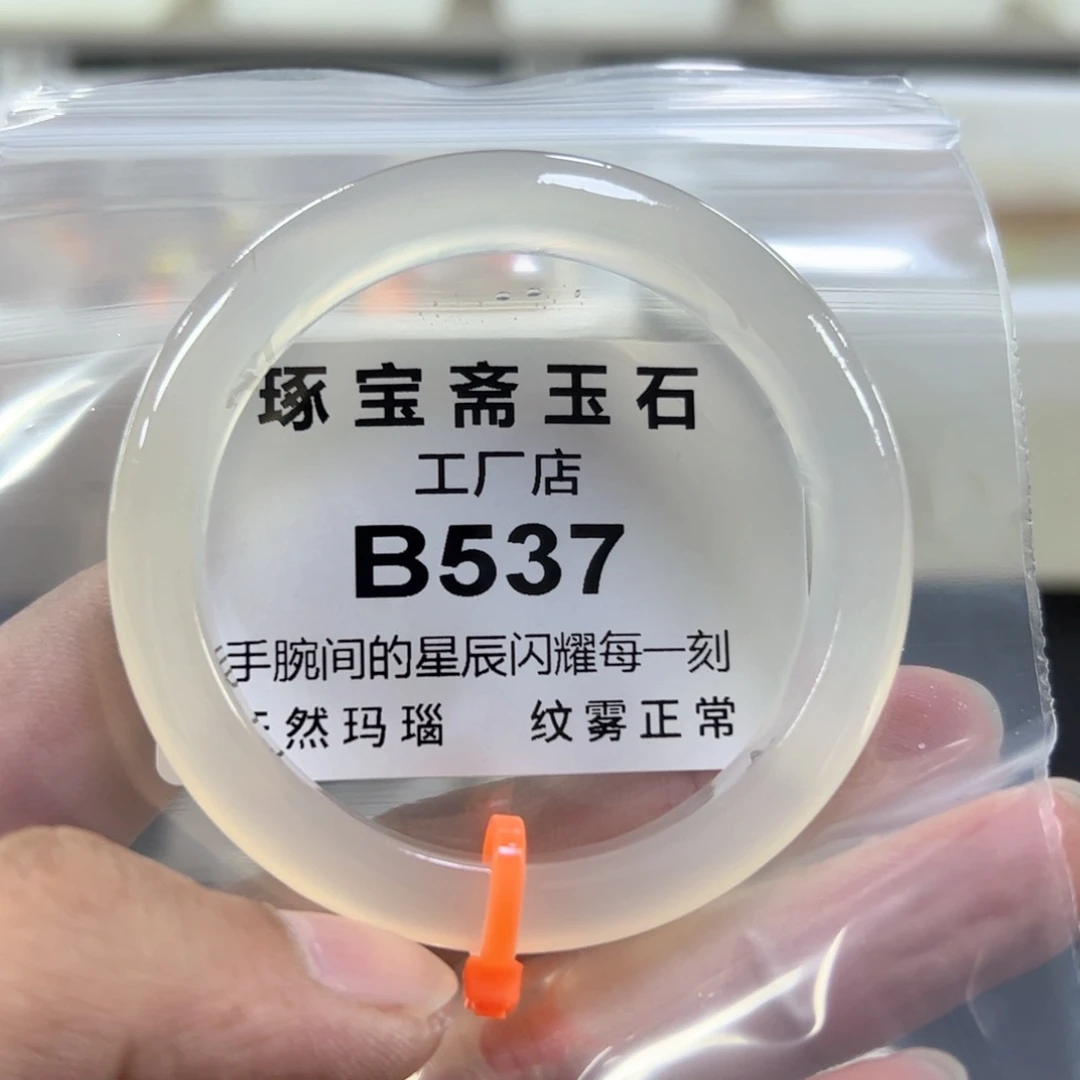 琢宝斋玉石
工厂店
B537
手腕间的星辰闪耀每一刻
天然玛瑙 纹雾正常